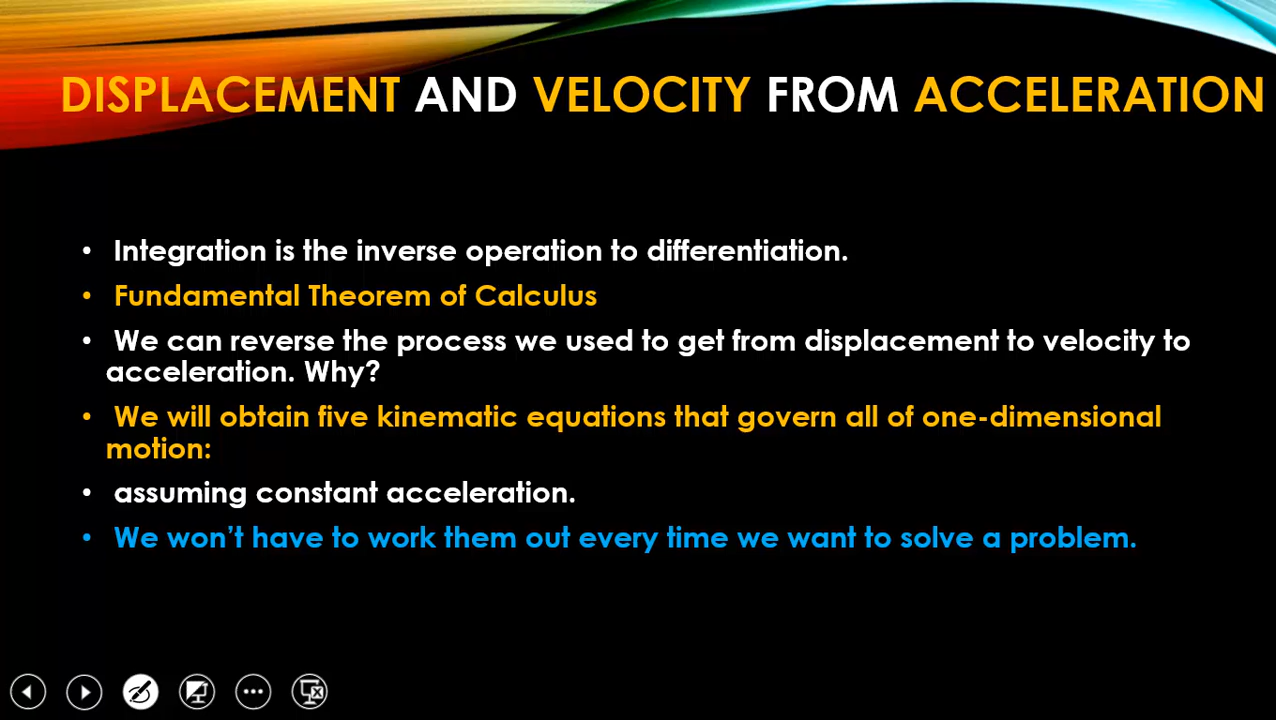 DISPLACEMENT AND VELOCITY FROM ACCELERATION
• Integration is the inverse operation to differentiation.
• Fundamental Theorem of Calculus
• We can reverse the process we used to get from displacement to velocity to
acceleration. Why?
• We will obtain five kinematic equations that govern all of one-dimensional
motion:
• assuming constant acceleration.
• We won’t have to work them out every time we want to solve a problem.